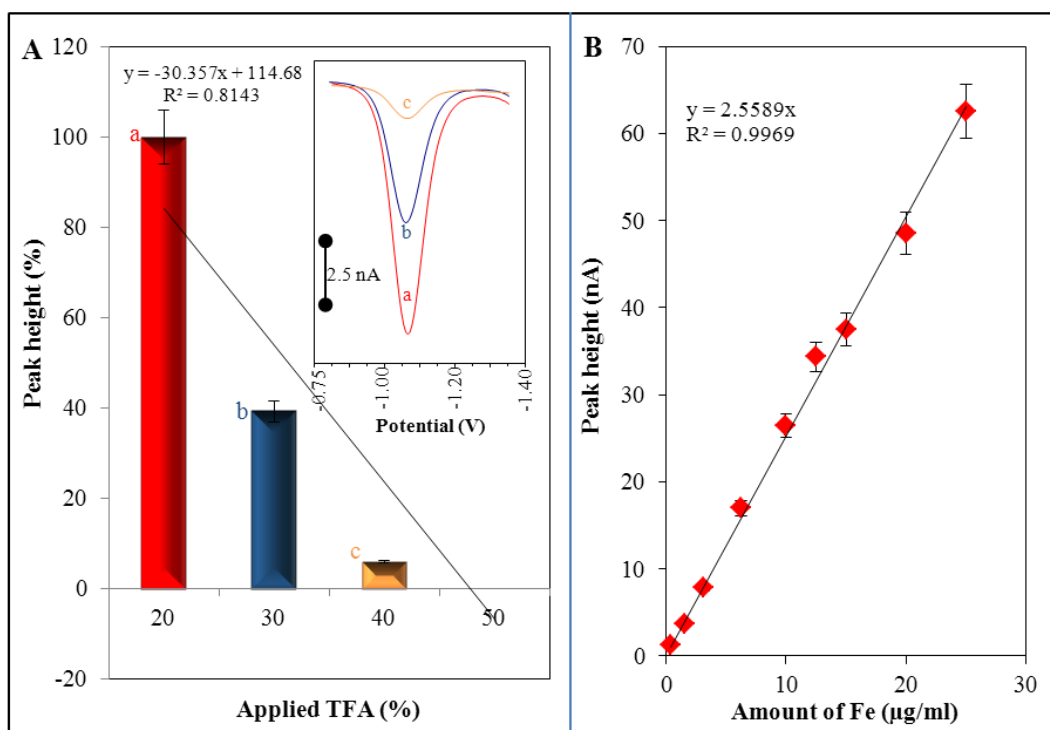 A
y = -30.357x + 114.68
R² = 0.8143
Peak height (%)
120
100
80
60
40
20
0
-20
a
b
c
20
30
40
50
Applied TFA (%)
c
b
a
2.5 nA
-0.75
-1.00
-1.20
-1.40
Potential (V)
B
y = 2.5589x
R² = 0.9969
Peak height (nA)
70
60
50
40
30
20
10
0
0
10
20
30
Amount of Fe (µg/ml)